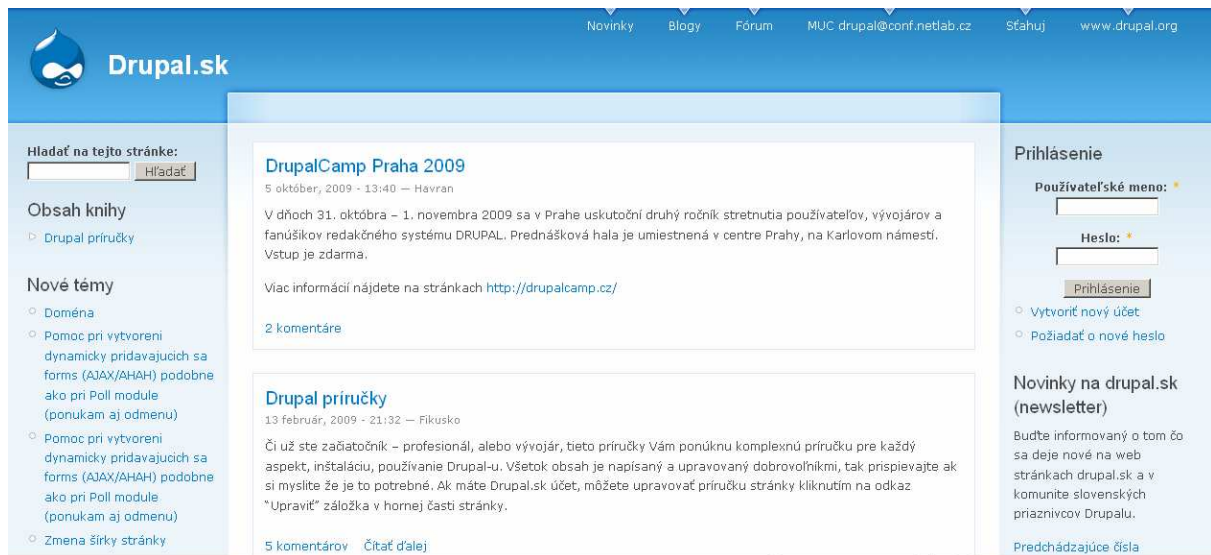 Novinky Blogy Fórum MUC drupal@conf.netlab.cz Sťahuj www.drupal.org
Drupal.sk
Hladať na tejto stránke:
Hľadať
Obsah knihy
Drupal príručky
Nové témy
Doména
Pomoc pri vytvoreni
dynamicky pridavajucich sa
forms (AJAX/AHAH) podobne
ako pri Poll module
(ponukam aj odmenu)
Pomoc pri vytvoreni
dynamicky pridavajucich sa
forms (AJAX/AHAH) podobne
ako pri Poll module
(ponukam aj odmenu)
Zmena šírky stránky
DrupalCamp Praha 2009
5 október, 2009 - 13:40 — Havran
V dňoch 31. októbra – 1. novembra 2009 sa v Prahe uskutoční druhý ročník stretnutia používateľov, vývojárov a
fanúšikov redakčného systému DRUPAL. Prednášková hala je umiestnená v centre Prahy, na Karlovom námestí.
Vstup je zdarma.
Viac informácií nájdete na stránkach http://drupalcamp.cz/
2 komentáre
Drupal príručky
13 február, 2009 - 21:32 — Fikusko
Či už ste začiatočník – profesionál, alebo vývojár, tieto príručky Vám ponúknu komplexnú príručku pre každý
aspekt, inštaláciu, používanie Drupal-u. Všetok obsah je napísaný a upravovaný dobrovoľníkmi, tak prispievajte ak
si myslite že je to potrebné. Ak máte Drupal.sk účet, môžete upravovať príručku stránky kliknutím na odkaz
"Upraviť" záložka v hornej časti stránky.
5 komentárov Čítať ďalej
Prihlásenie
Používateľské meno: *
Heslo: *
Prihlásenie
Vytvoriť nový účet
Požiadať o nové heslo
Novinky na drupal.sk
(newsletter)
Buďte informovaný o tom čo
sa deje nové na web
stránkach drupal.sk a v
komunite slovenských
priaznivcov Drupalu.
Predchádzajúce čísla